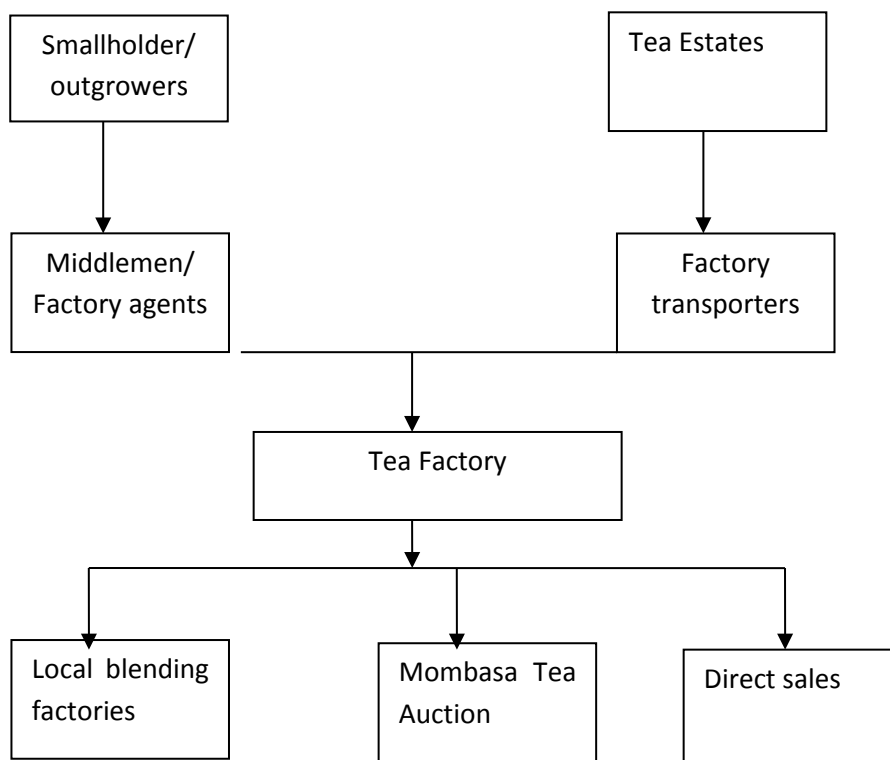 Smallholder/
outgrowers
Tea Estates
Middlemen/
Factory agents
Factory
transporters
Tea Factory
Local blending
factories
Mombasa Tea
Auction
Direct sales